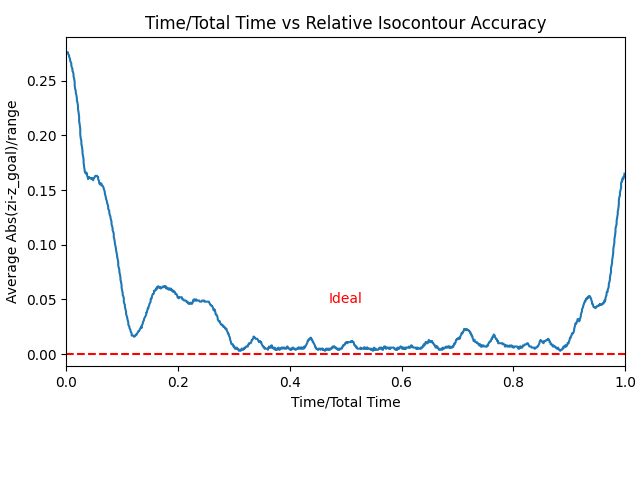 Time/Total Time vs Relative Isocontour Accuracy
Average Abs(zi-z_goal)/range
0.25
0.20
0.15
0.10
0.05
0.00
Ideal
0.0 0.2 0.4 0.6 0.8 1.0
Time/Total Time